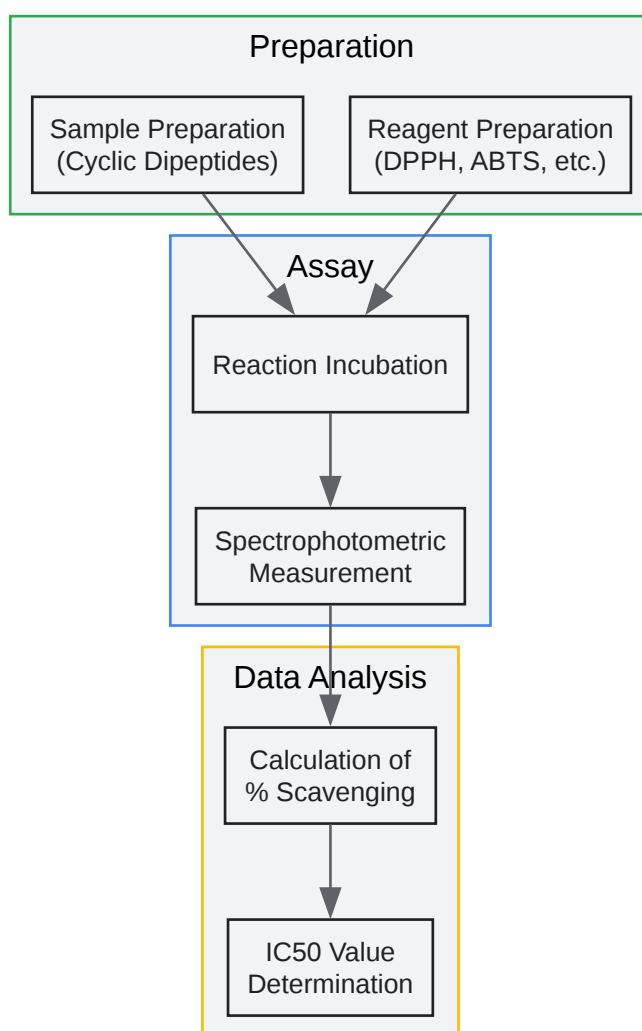 Preparation
Sample Preparation
(Cyclic Dipeptides)
Reagent Preparation
(DPPH, ABTS, etc.)
Assay
Reaction Incubation
Spectrophotometric
Measurement
Data Analysis
Calculation of
% Scavenging
IC50 Value
Determination